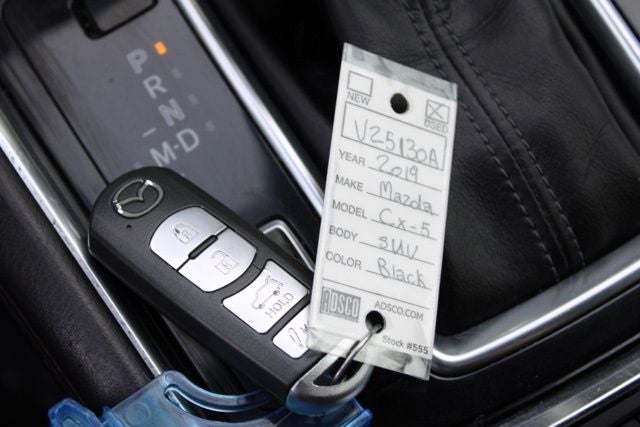 P
R
N
M-D
HOLD
NEW
USED
V25130A
YEAR 2019
MAKE Mazda
MODEL Cx-5
BODY SUV
COLOR Black
ADSCO
ADSCO.COM
Stock #555